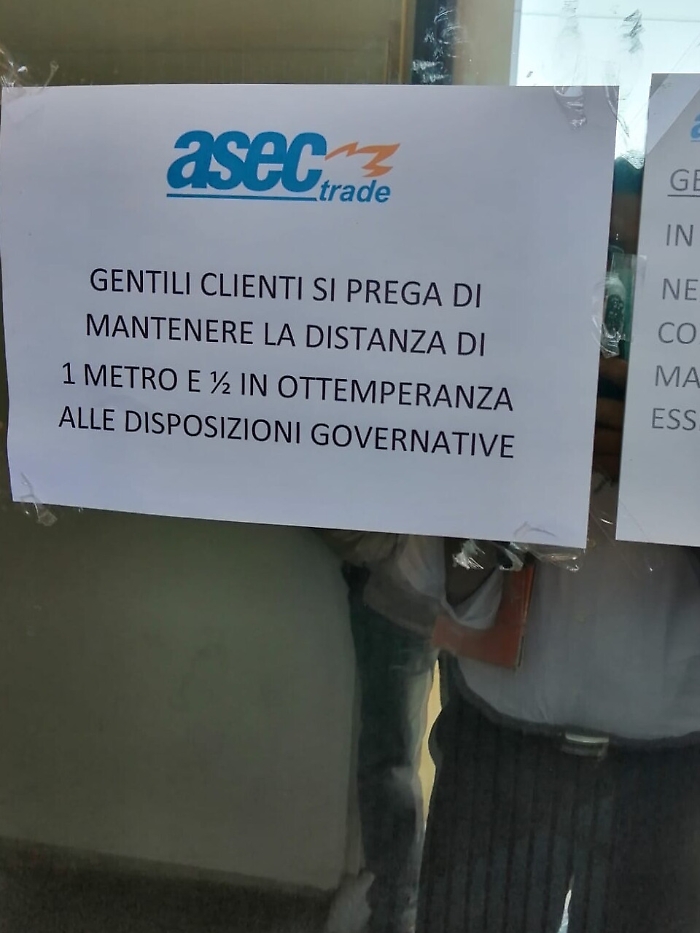 asec
trade
GENTILI CLIENTI SI PREGA DI
MANTENERE LA DISTANZA DI
1 METRO E ½ IN OTTEMPERANZA
ALLE DISPOSIZIONI GOVERNATIVE
IN